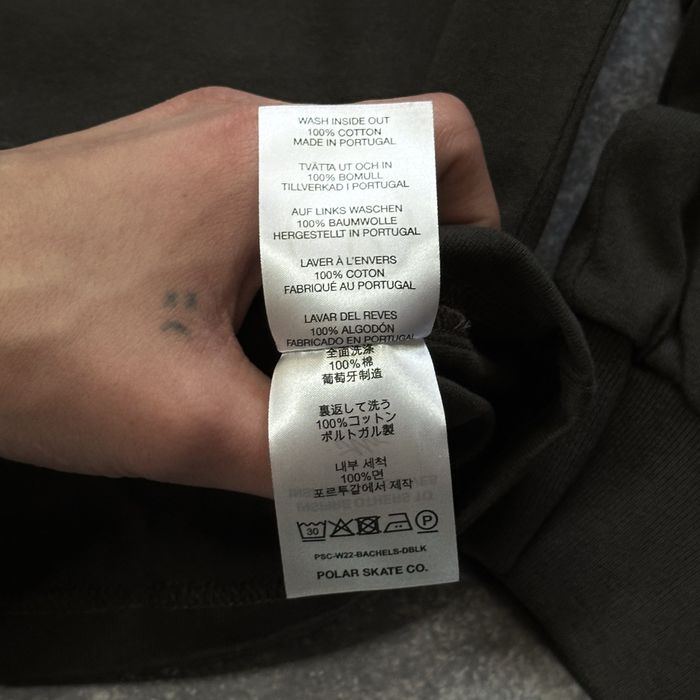 WASH INSIDE OUT
100% COTTON
MADE IN PORTUGAL
TVÄTTA UT OCH IN
100% BOMULL
TILLVERKAD I PORTUGAL
AUF LINKS WASCHEN
100% BAUMWOLLE
HERGESTELLT IN PORTUGAL
LAVER À L'ENVERS
100% COTON
FABRIQUÉ AU PORTUGAL
LAVAR DEL REVES
100% ALGODÓN
FABRICADO EN PORTUGAL
全面洗涤
100%棉
葡萄牙制造
裏返して洗う
100%コットン
ポルトガル製
내부 세척
100%면
포르투갈에서 제작
30 P
PSC-W22-BACHELS-DBLK
POLAR SKATE CO.